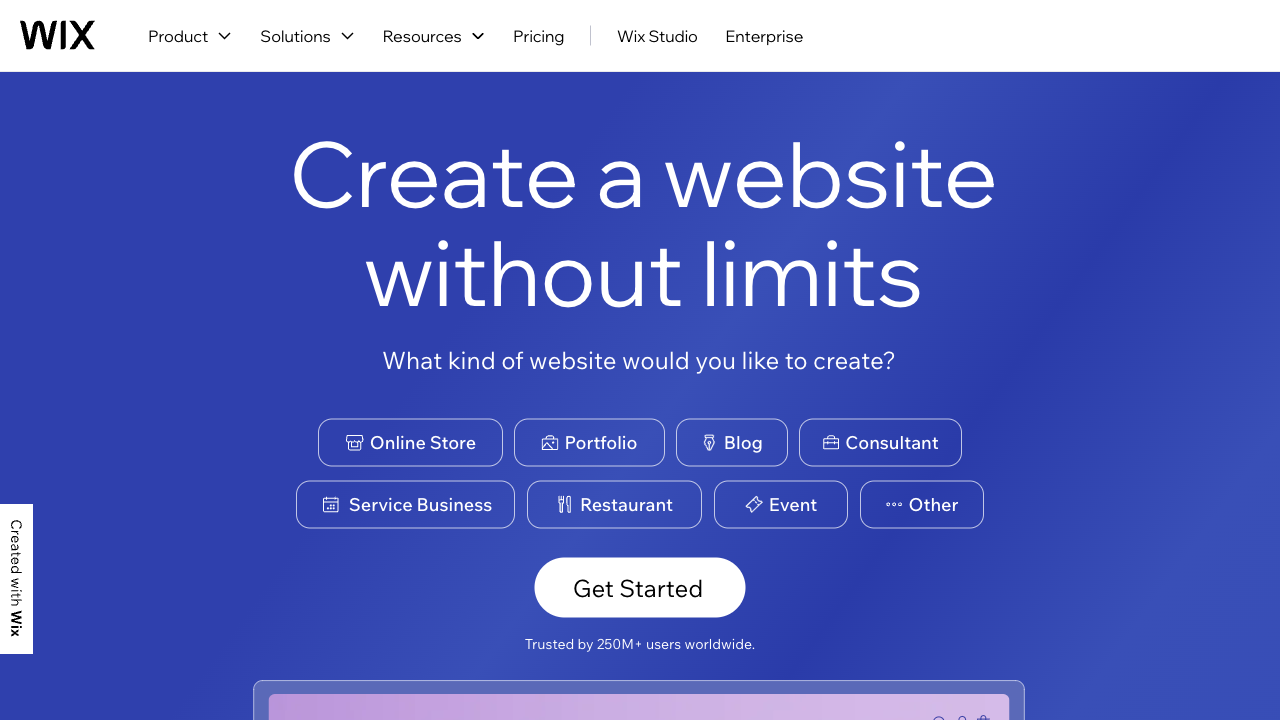 WIX
Product
Solutions
Resources
Pricing
Wix Studio
Enterprise
Create a website
without limits
What kind of website would you like to create?
Online Store
Portfolio
Blog
Consultant
Service Business
Restaurant
Event
Other
Get Started
Trusted by 250M+ users worldwide.
Created with Wix